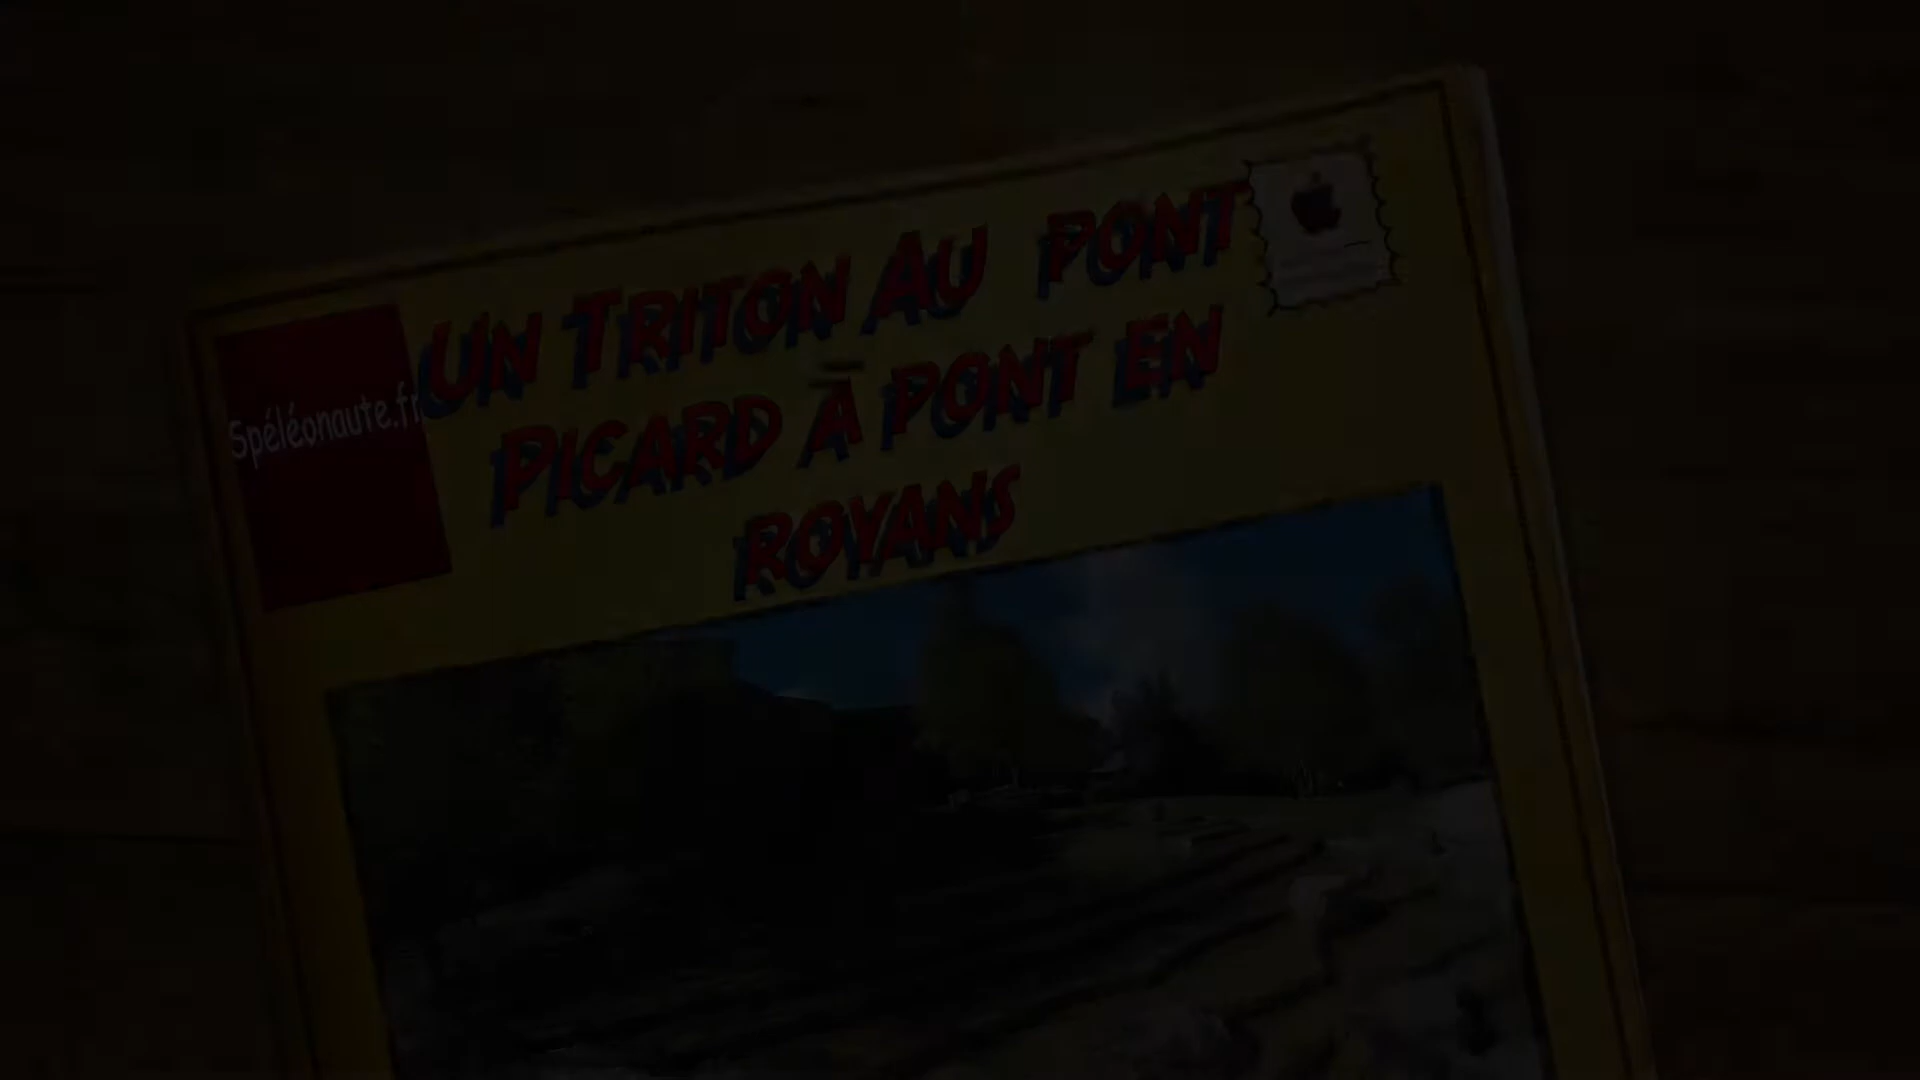 Spéléonaute.fr
UN TRITON AU PONT
PICARD À PONT EN
ROYANS